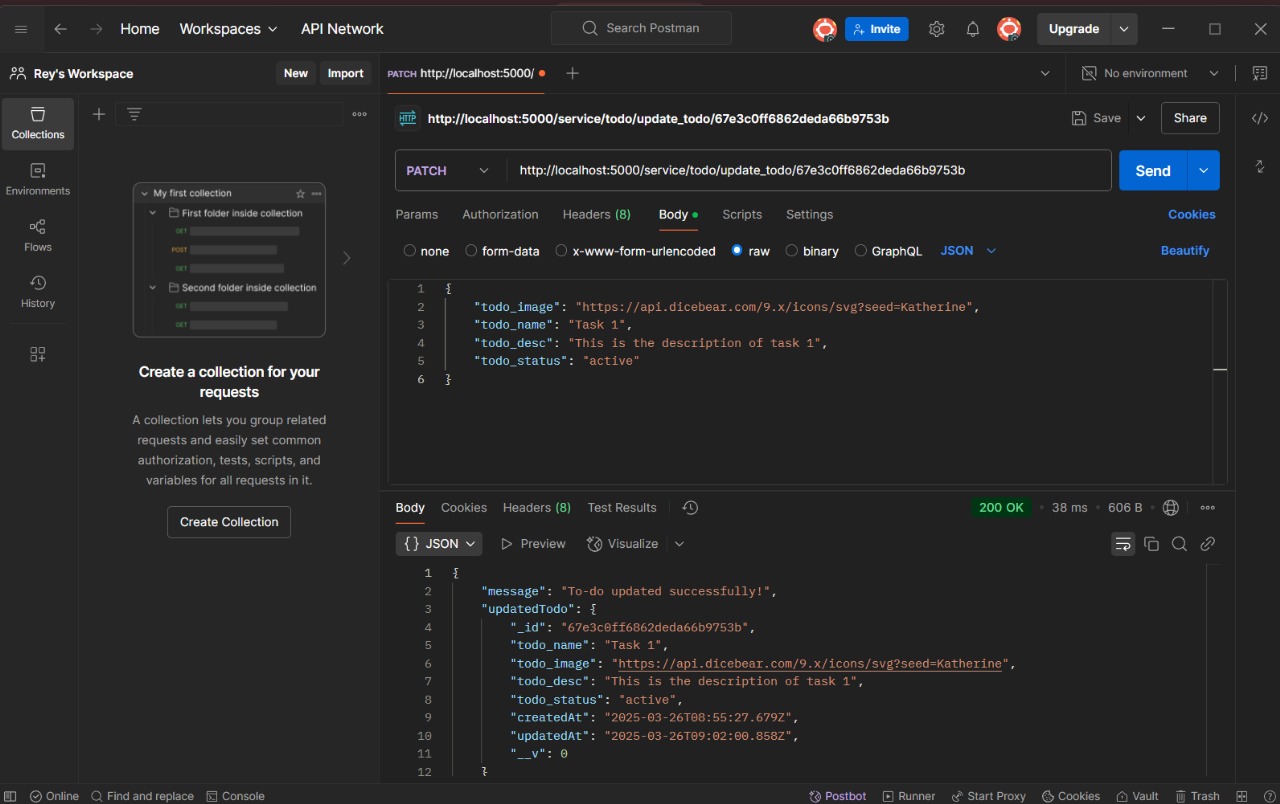 Home Workspaces API Network Search Postman Invite Upgrade
Rey's Workspace New Import PATCH http://localhost:5000/ No environment
Collections
Environments
Flows
History
My first collection
First folder inside collection
GET
POST
GET
Second folder inside collection
GET
GET
Create a collection for your
requests
A collection lets you group related
requests and easily set common
authorization, tests, scripts, and
variables for all requests in it.
Create Collection
HTTP http://localhost:5000/service/todo/update_todo/67e3c0ff6862deda66b9753b Save Share
PATCH http://localhost:5000/service/todo/update_todo/67e3c0ff6862deda66b9753b Send
Params Authorization Headers (8) Body Scripts Settings Cookies
none form-data x-www-form-urlencoded raw binary GraphQL JSON Beautify
1 {
2 "todo_image": "https://api.dicebear.com/9.x/icons/svg?seed=Katherine",
3 "todo_name": "Task 1",
4 "todo_desc": "This is the description of task 1",
5 "todo_status": "active"
6 }
Body Cookies Headers (8) Test Results 200 OK • 38 ms • 606 B
{} JSON Preview Visualize
1 {
2 "message": "To-do updated successfully!",
3 "updatedTodo": {
4 "_id": "67e3c0ff6862deda66b9753b",
5 "todo_name": "Task 1",
6 "todo_image": "https://api.dicebear.com/9.x/icons/svg?seed=Katherine",
7 "todo_desc": "This is the description of task 1",
8 "todo_status": "active",
9 "createdAt": "2025-03-26T08:55:27.679Z",
10 "updatedAt": "2025-03-26T09:02:00.858Z",
11 "__v": 0
12 }
Online Find and replace Console Postbot Runner Start Proxy Cookies Vault Trash